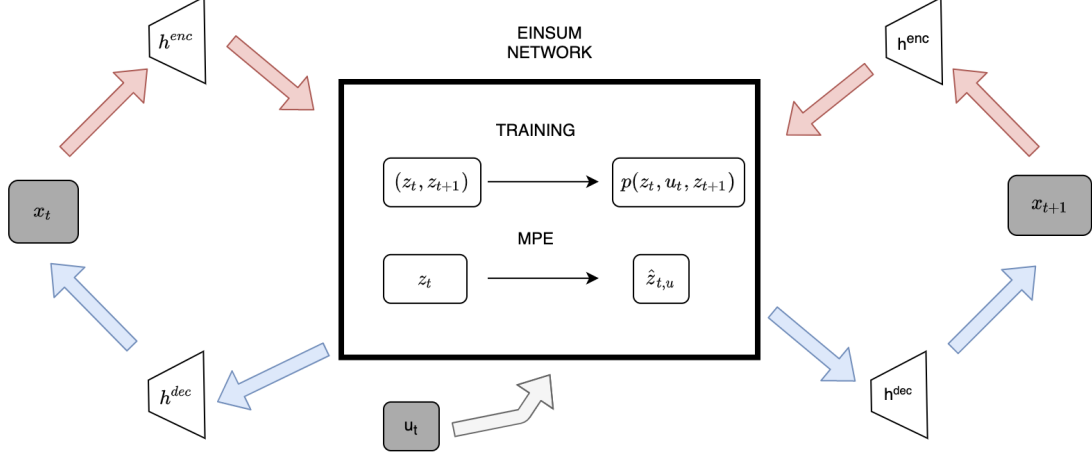 h^{enc}
EINSUM
NETWORK
h^{enc}
TRAINING
(z_t, z_{t+1})
p(z_t, u_t, z_{t+1})
x_t
x_{t+1}
MPE
z_t
ẑ_{t,u}
h^{dec}
h^{dec}
u_t